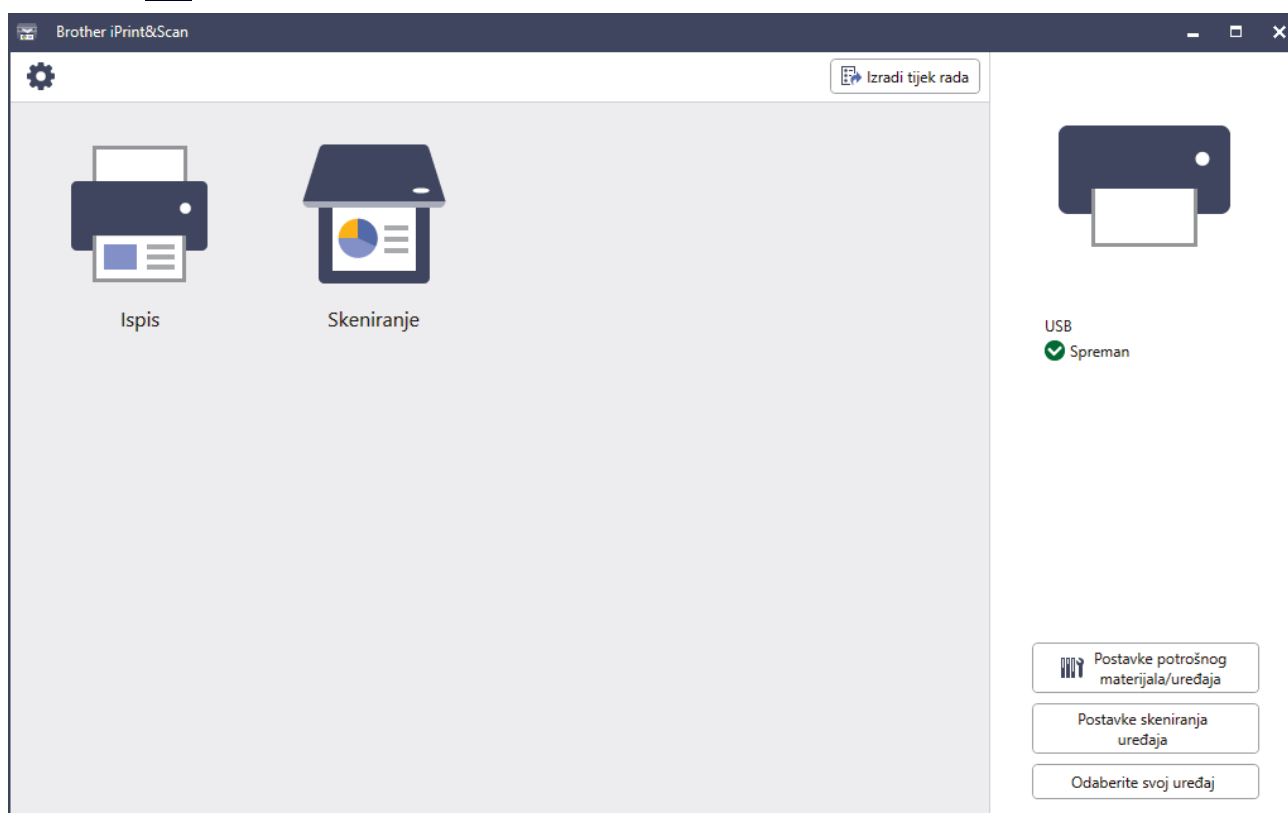 Brother iPrint&Scan
Izradi tijek rada
Ispis
Skeniranje
USB
Spreman
Postavke potrošnog
materijala/uređaja
Postavke skeniranja
uređaja
Odaberite svoj uređaj